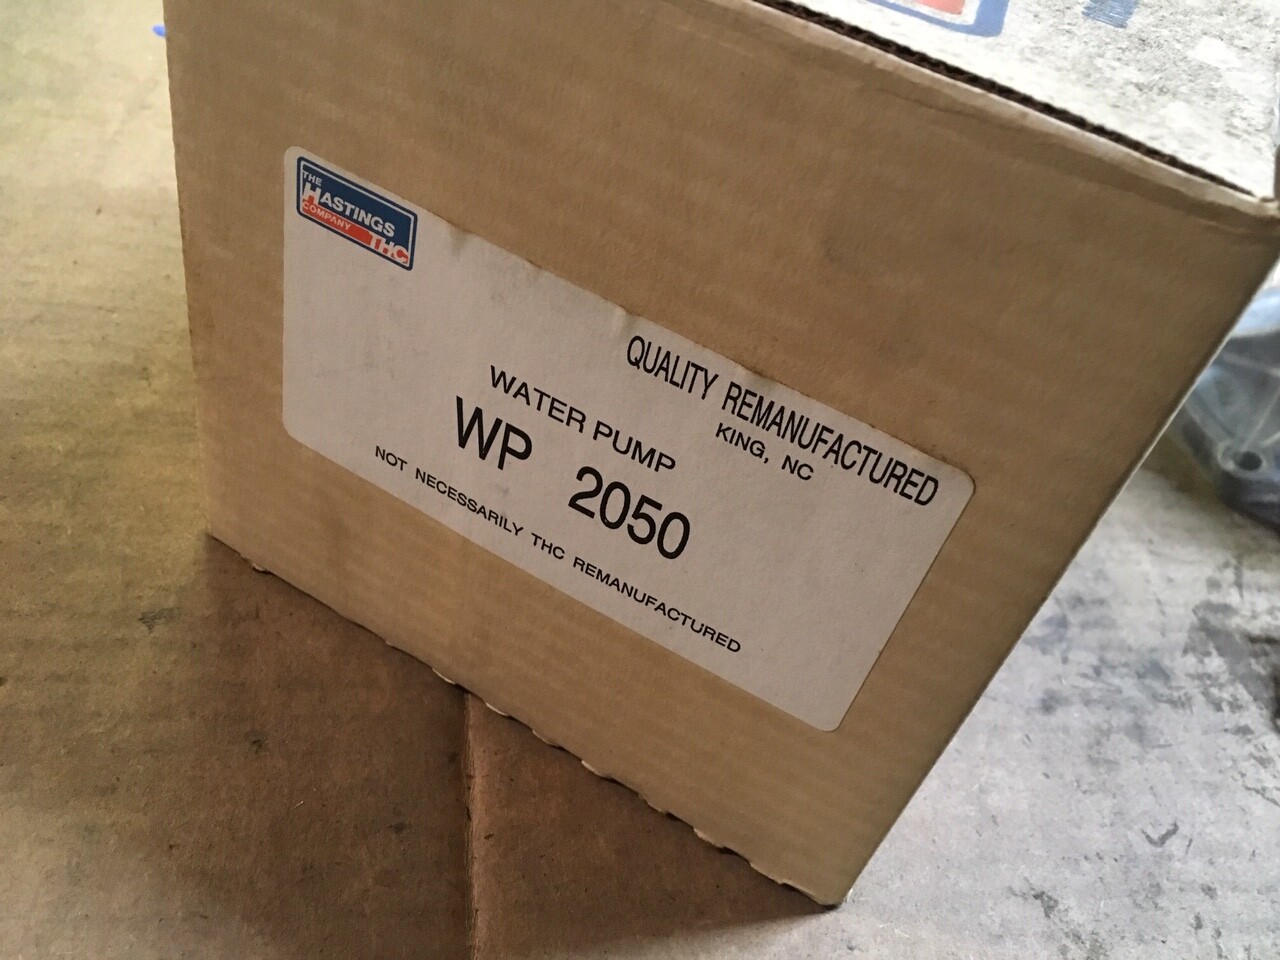 THE
HASTINGS
COMPANY THC
QUALITY REMANUFACTURED
KING, NC
WATER PUMP
WP 2050
NOT NECESSARILY THC REMANUFACTURED